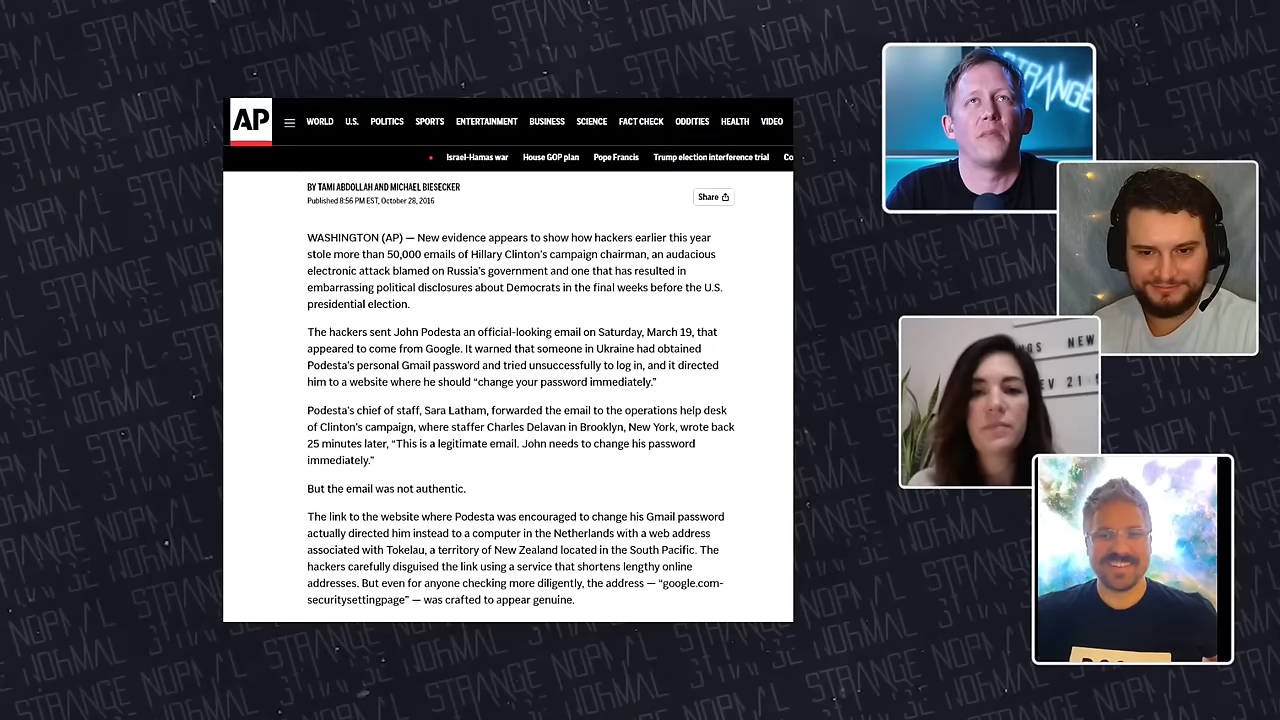 AP
WORLD U.S. POLITICS SPORTS ENTERTAINMENT BUSINESS SCIENCE FACT CHECK ODDITIES HEALTH VIDEO
Israel-Hamas war House GOP plan Pope Francis Trump election interference trial Co
BY TAMI ABDOLLAH AND MICHAEL BIESECKER
Published 8:56 PM EST, October 28, 2016
Share
WASHINGTON (AP) — New evidence appears to show how hackers earlier this year
stole more than 50,000 emails of Hillary Clinton's campaign chairman, an audacious
electronic attack blamed on Russia's government and one that has resulted in
embarrassing political disclosures about Democrats in the final weeks before the U.S.
presidential election.
The hackers sent John Podesta an official-looking email on Saturday, March 19, that
appeared to come from Google. It warned that someone in Ukraine had obtained
Podesta's personal Gmail password and tried unsuccessfully to log in, and it directed
him to a website where he should “change your password immediately.”
Podesta's chief of staff, Sara Latham, forwarded the email to the operations help desk
of Clinton's campaign, where staffer Charles Delavan in Brooklyn, New York, wrote back
25 minutes later, “This is a legitimate email. John needs to change his password
immediately.”
But the email was not authentic.
The link to the website where Podesta was encouraged to change his Gmail password
actually directed him instead to a computer in the Netherlands with a web address
associated with Tokelau, a territory of New Zealand located in the South Pacific. The
hackers carefully disguised the link using a service that shortens lengthy online
addresses. But even for anyone checking more diligently, the address — “google.com-
securitysettingpage” — was crafted to appear genuine.
STRANGE
NGS NEW
EV 21
STRANGE NORMAL